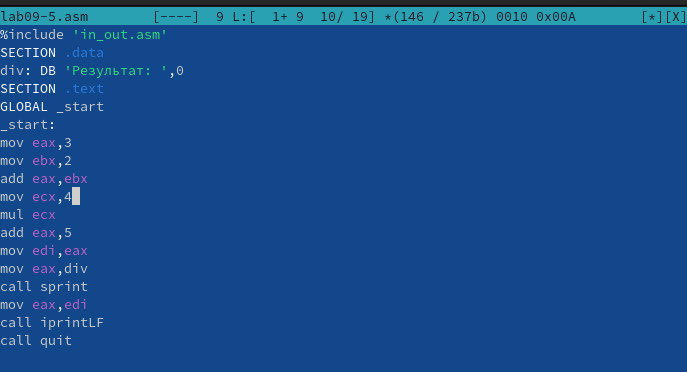 lab09-5.asm [----] 9 L:[ 1+ 9 10/ 19] *(146 / 237b) 0010 0x00A [*][X]
%include 'in_out.asm'
SECTION .data
div: DB 'Результат: ',0
SECTION .text
GLOBAL _start
_start:
mov eax,3
mov ebx,2
add eax,ebx
mov ecx,4
mul ecx
add eax,5
mov edi,eax
mov eax,div
call sprint
mov eax,edi
call iprintLF
call quit